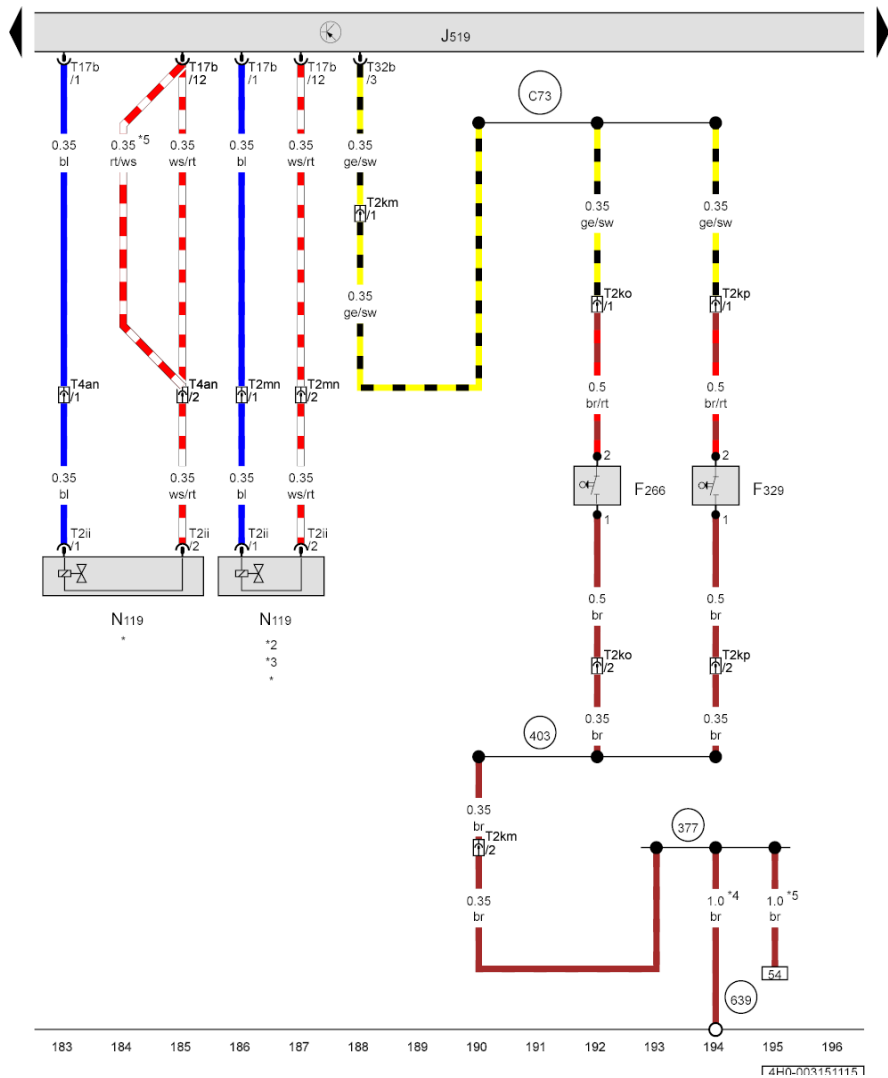 J519
T17b
/1
T17b
/12
T17b
/1
T17b
/12
T32b
/3
C73
0.35
bl
0.35 *5
rt/ws
0.35
ws/rt
0.35
bl
0.35
ws/rt
0.35
ge/sw
T2km
/1
0.35
ge/sw
0.35
ge/sw
0.35
ge/sw
T2ko
/1
T2kp
/1
T4an
/1
T4an
/2
T2mn
/1
T2mn
/2
0.5
br/rt
0.5
br/rt
2
2
0.35
bl
0.35
ws/rt
0.35
bl
0.35
ws/rt
F266
F329
1
1
T2ii
/1
T2ii
/2
T2ii
/1
T2ii
/2
N119
*
N119
*2
*3
*
0.5
br
0.5
br
T2ko
/2
T2kp
/2
0.35
br
0.35
br
403
0.35
br
T2km
/2
377
0.35
br
1.0 *4
br
1.0 *5
br
54
639
183 184 185 186 187 188 189 190 191 192 193 194 195 196
4H0-003151115